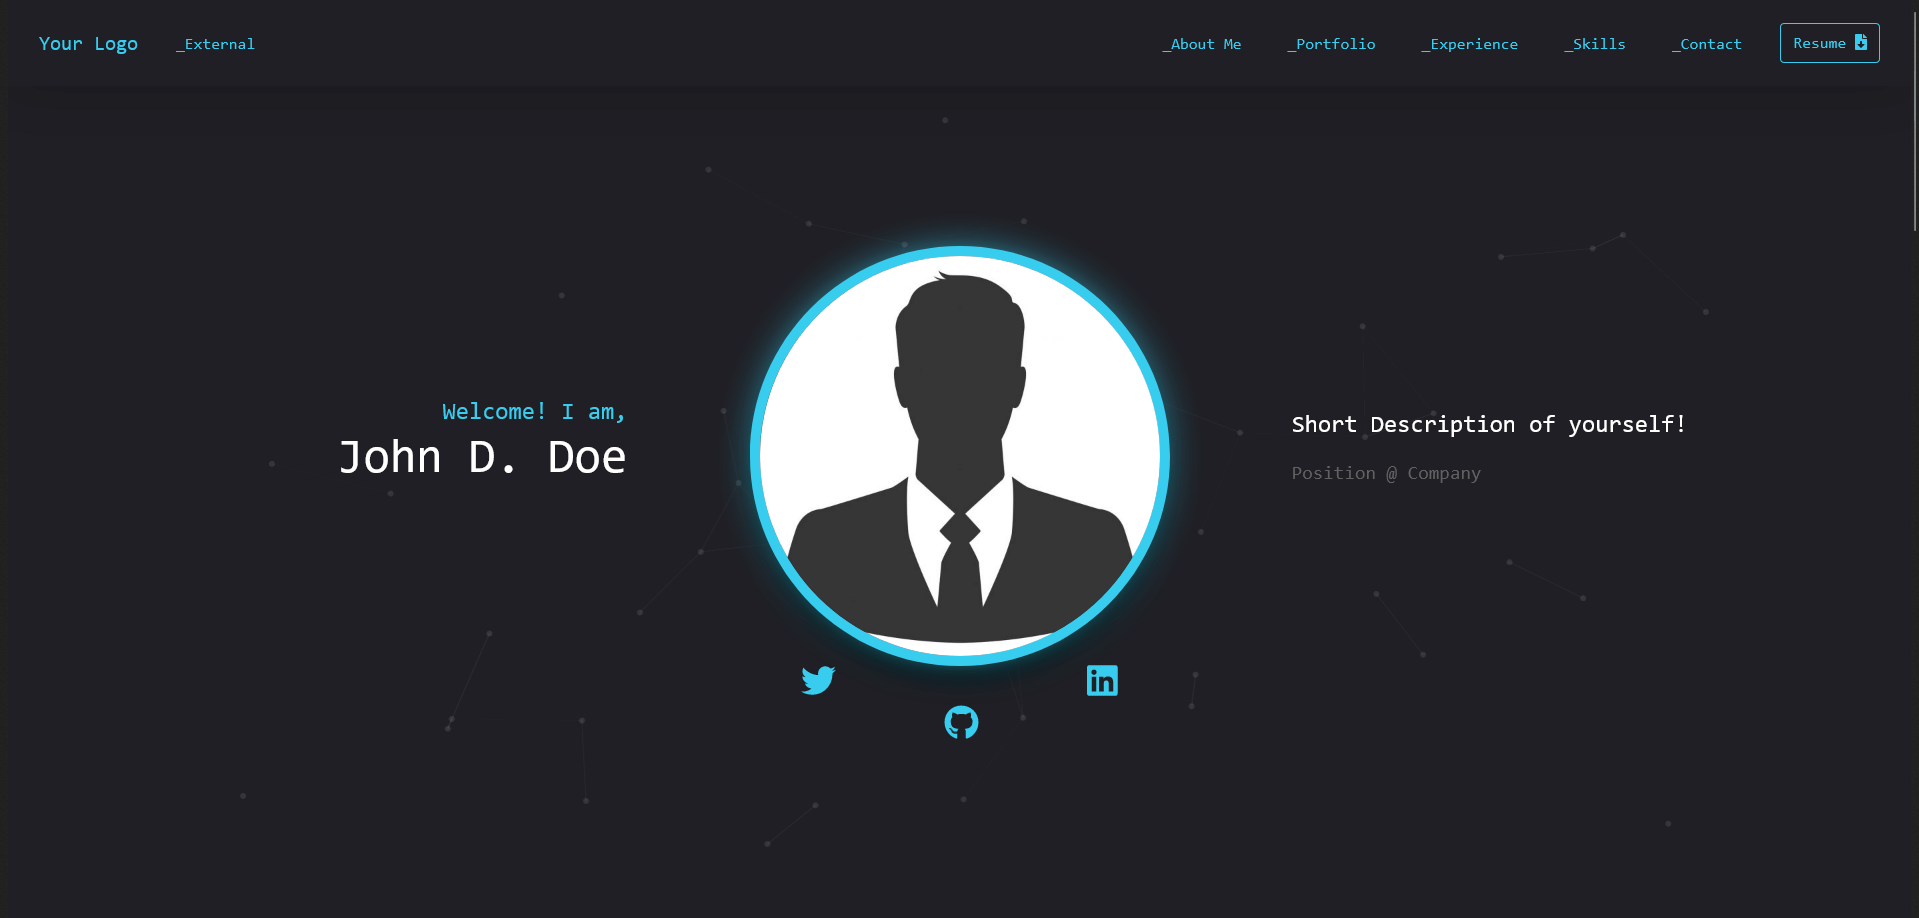 Your Logo _External _About Me _Portfolio _Experience _Skills _Contact Resume
Welcome! I am,
John D. Doe
Short Description of yourself!
Position @ Company
in